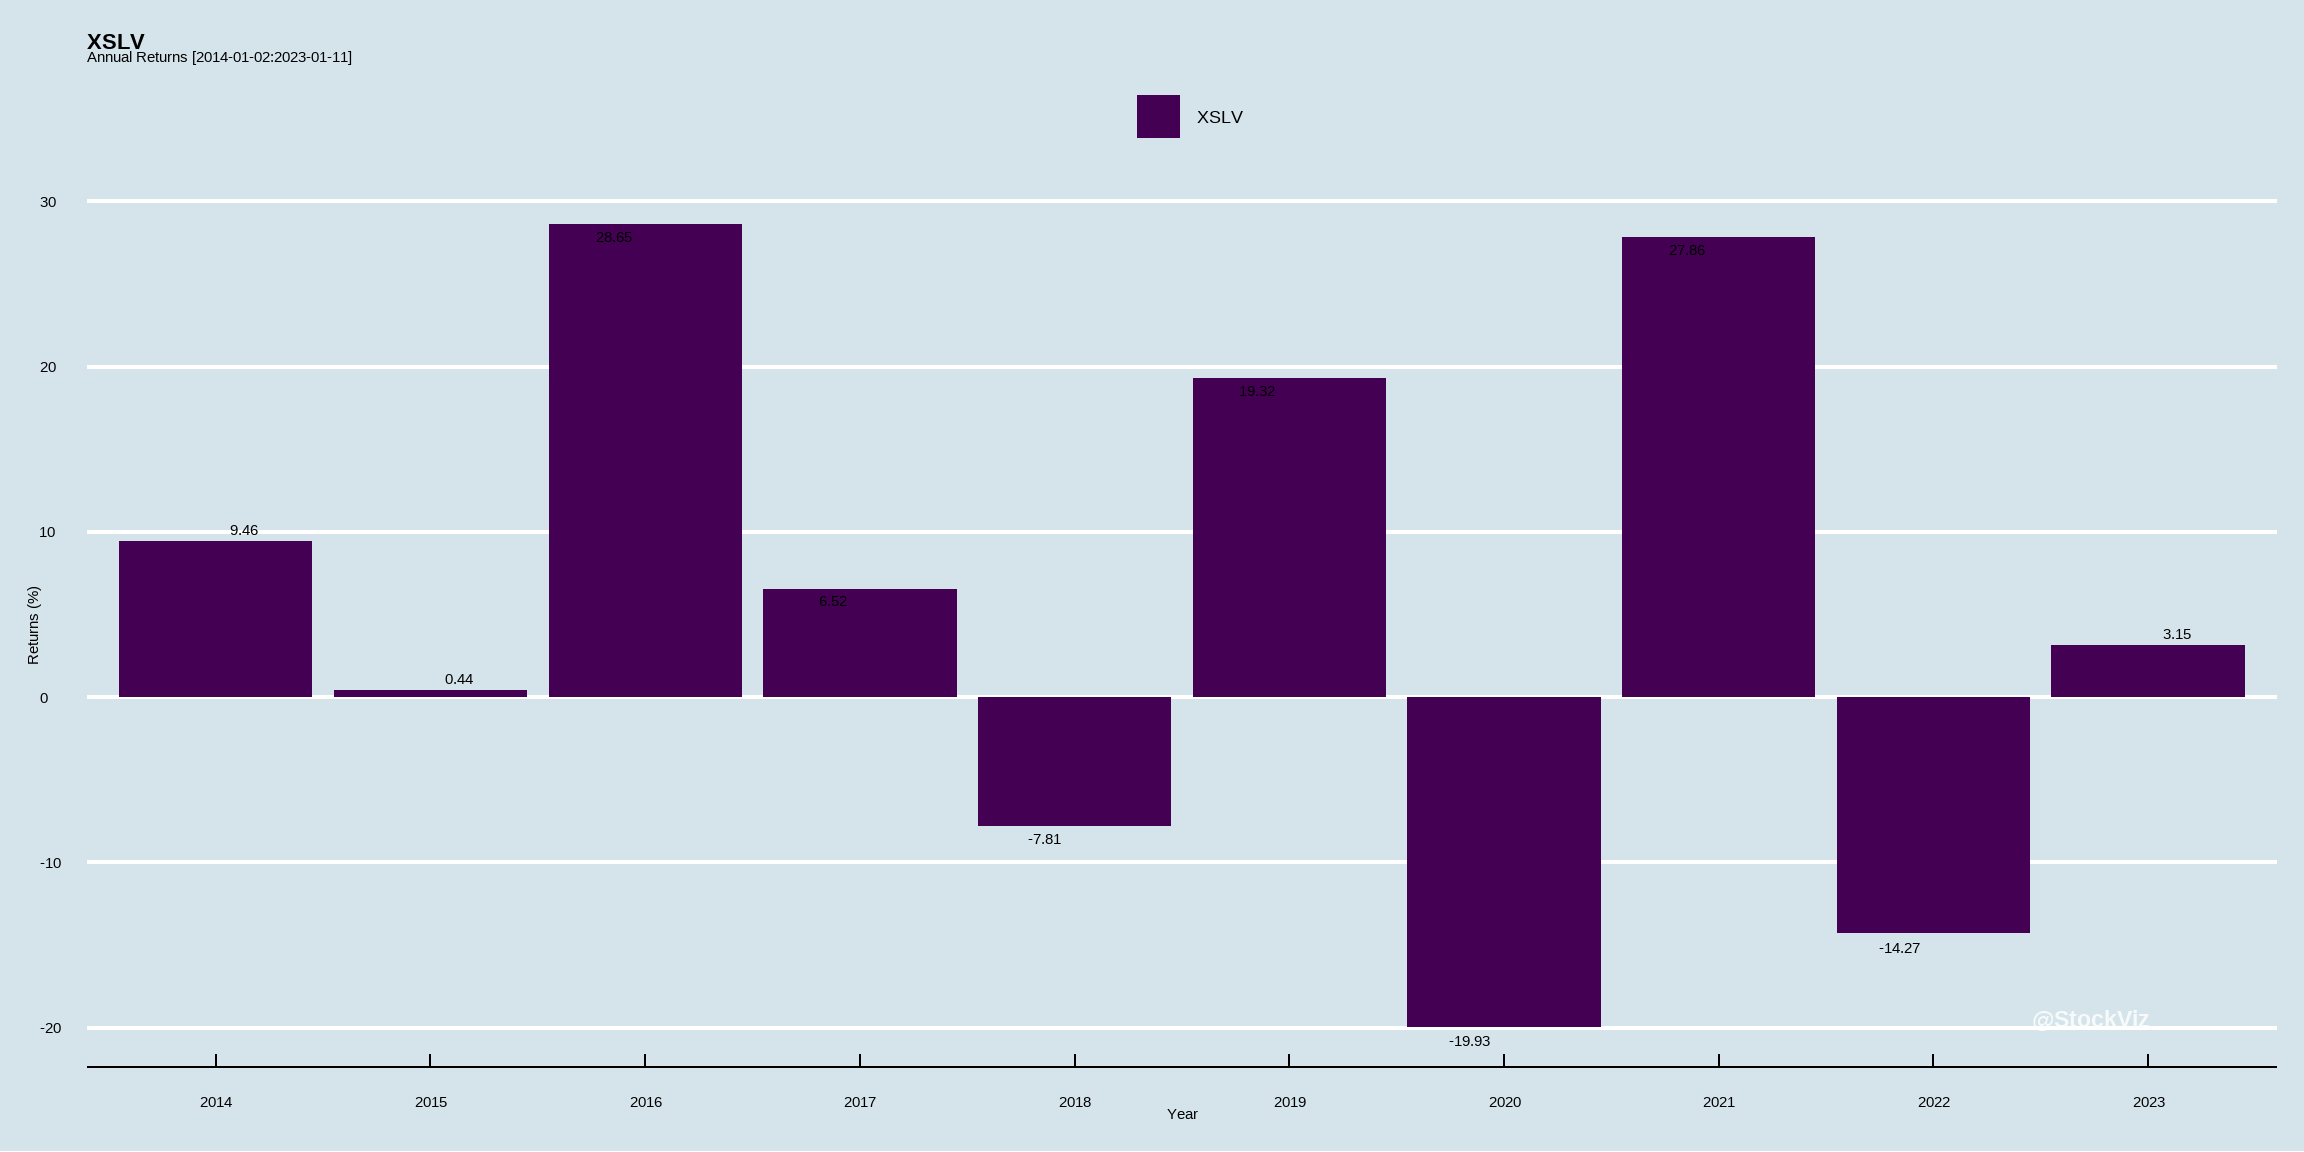 XSLV
Annual Returns [2014-01-02:2023-01-11]
XSLV
30
28.65
27.86
20
19.32
10
9.46
6.52
Returns (%)
3.15
0.44
0
-7.81
-10
-14.27
@StockViz
-20
-19.93
2014 2015 2016 2017 2018 2019 2020 2021 2022 2023
Year